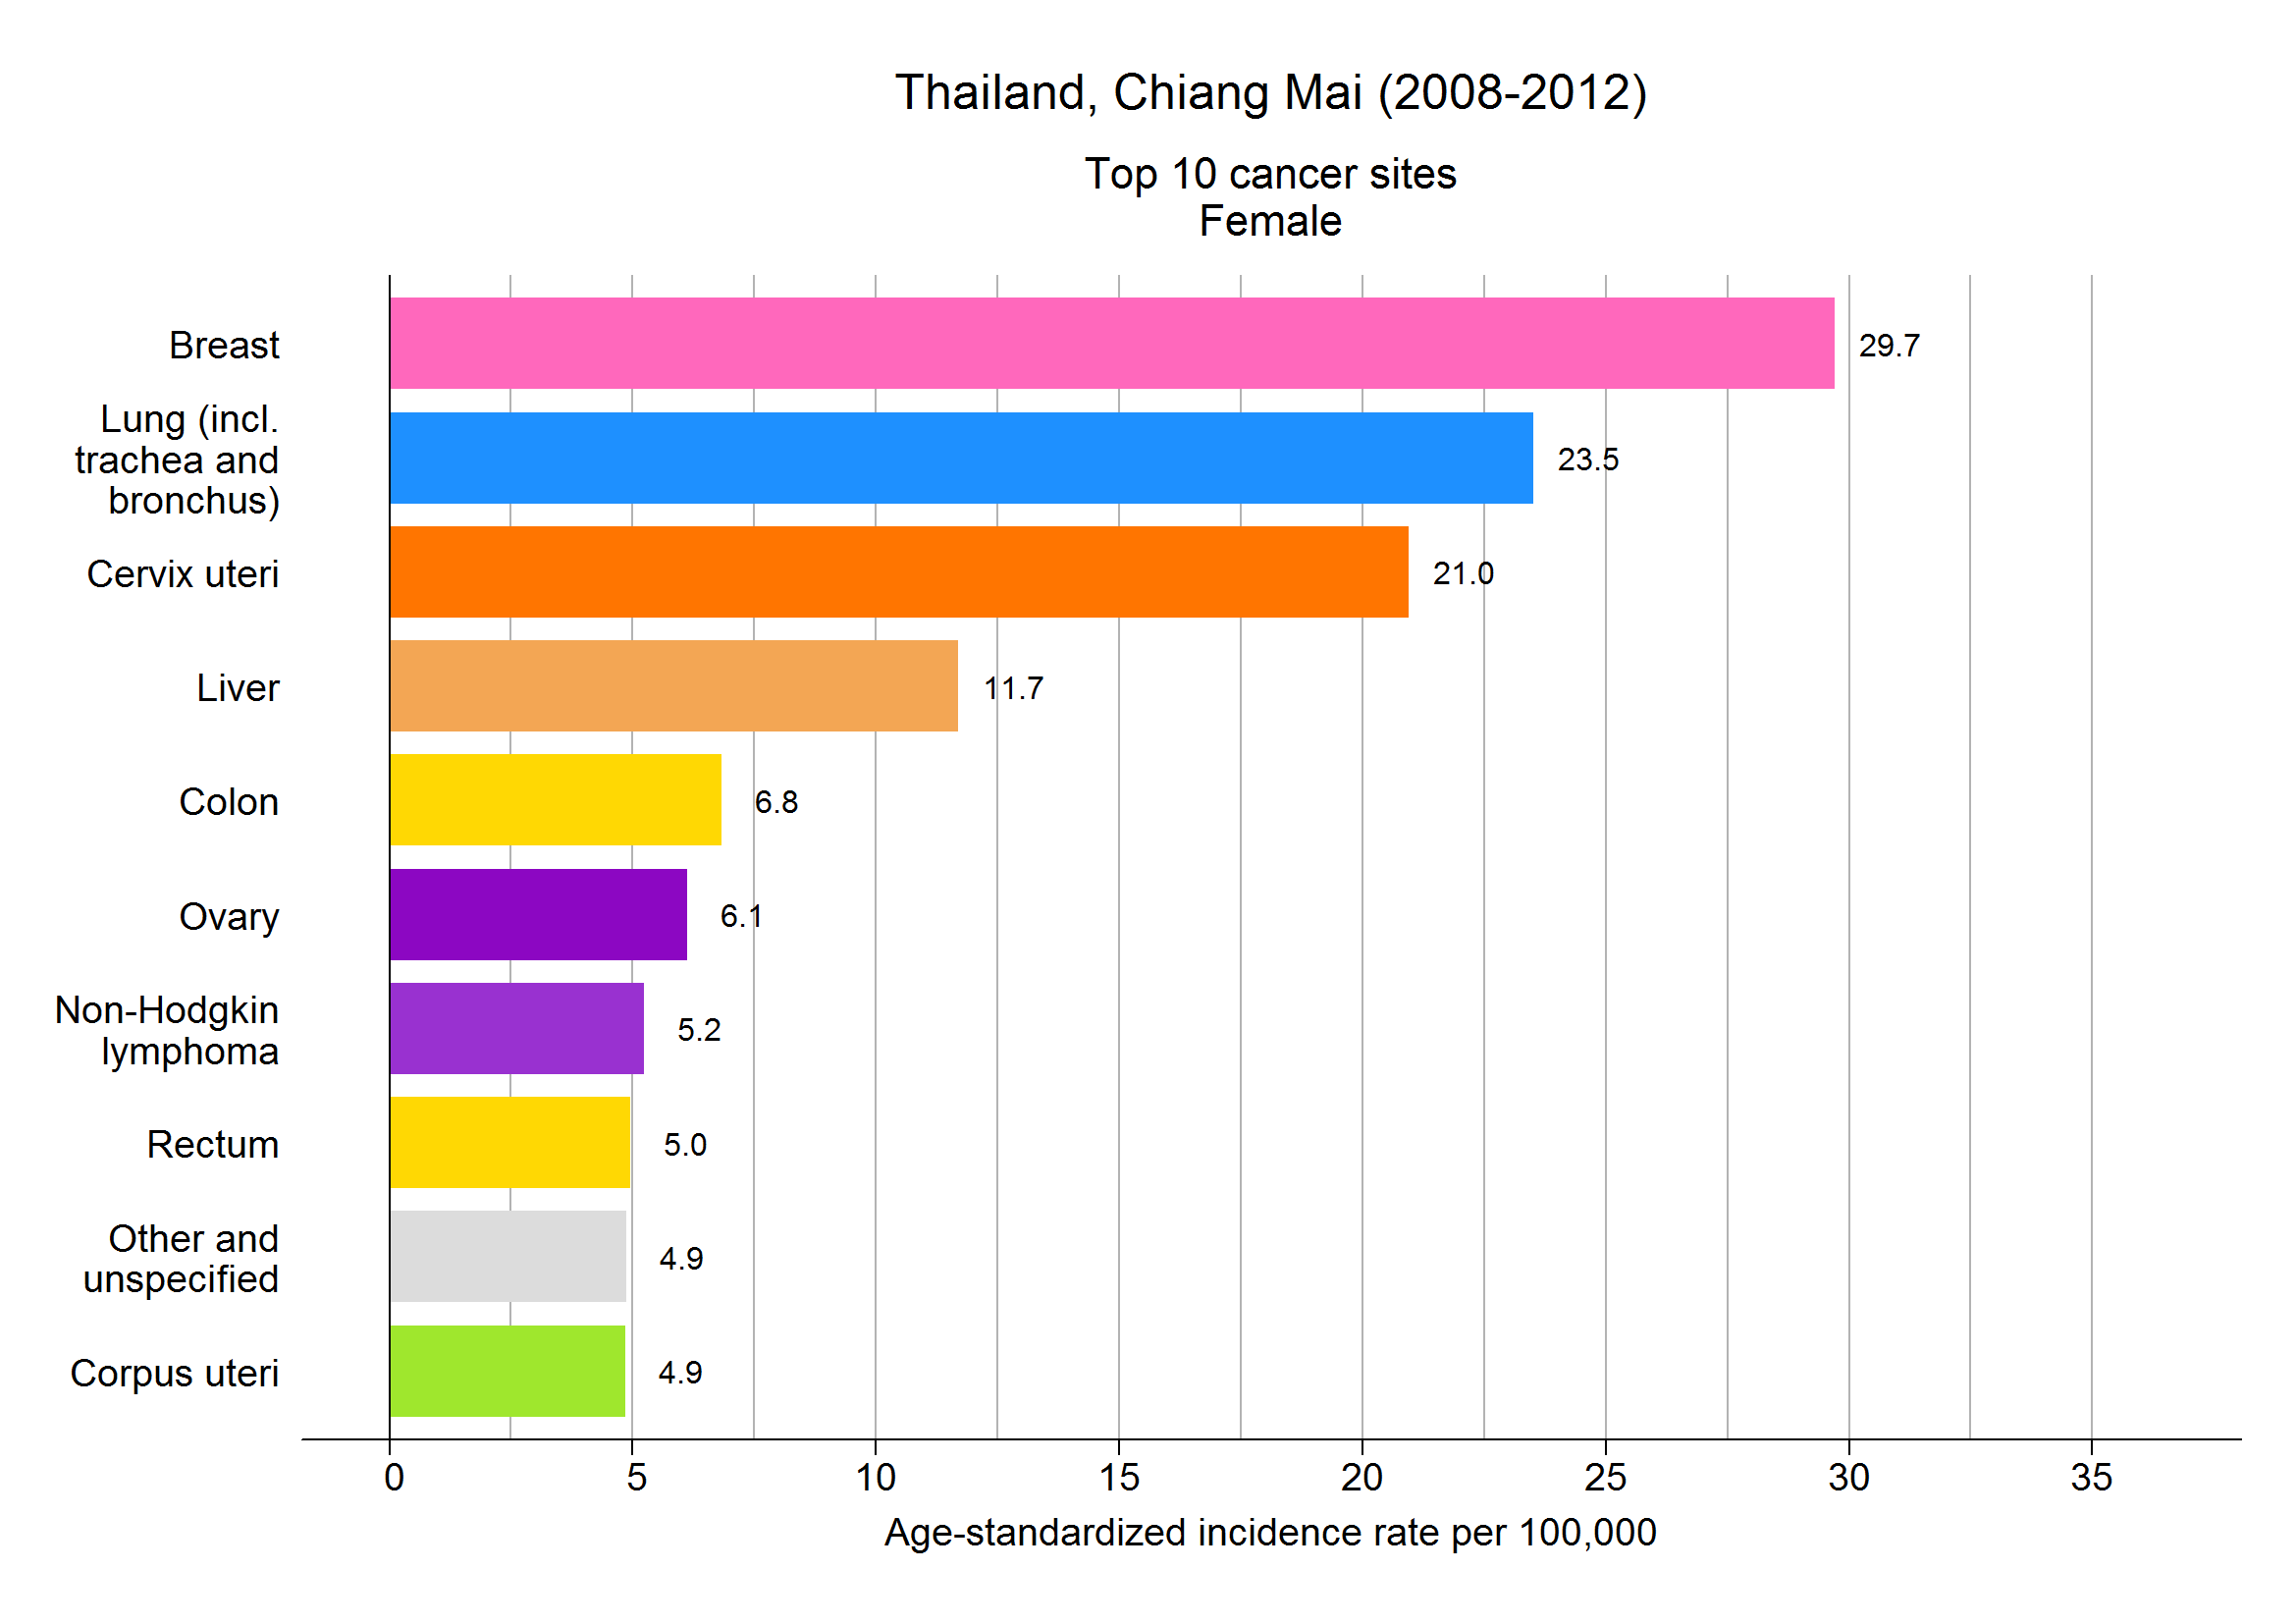 Thailand, Chiang Mai (2008-2012)
Top 10 cancer sites
Female
Breast
29.7
Lung (incl.
trachea and
bronchus)
23.5
Cervix uteri
21.0
Liver
11.7
Colon
6.8
Ovary
6.1
Non-Hodgkin
lymphoma
5.2
Rectum
5.0
Other and
unspecified
4.9
Corpus uteri
4.9
0 5 10 15 20 25 30 35
Age-standardized incidence rate per 100,000